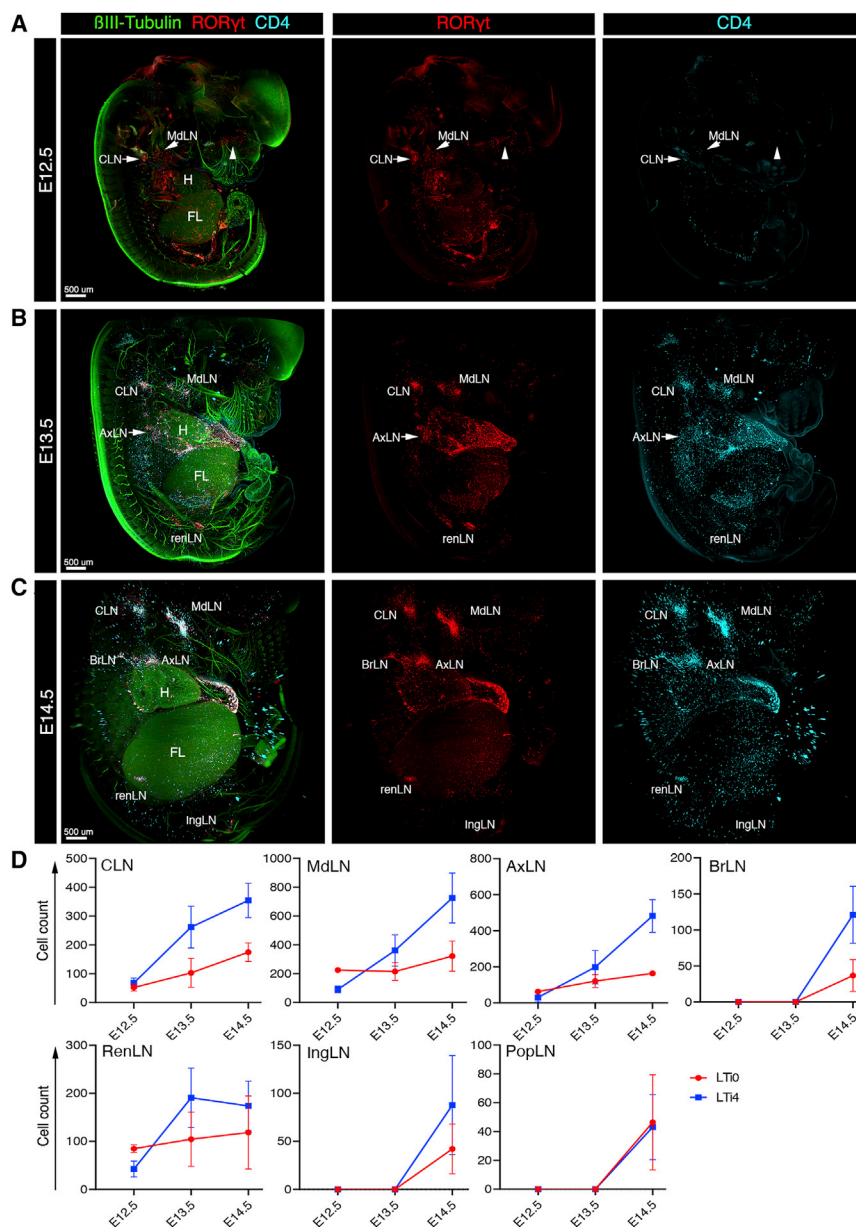 A
ßIII-Tubulin RORγt CD4
RORγt
CD4
E12.5
MdLN
CLN
H
FL
500 um
MdLN
CLN
B
E13.5
CLN
MdLN
AxLN
H
FL
renLN
500 um
CLN
MdLN
AxLN
renLN
CLN
MdLN
AxLN
renLN
C
E14.5
CLN
MdLN
BrLN
AxLN
H
FL
renLN
IngLN
500 um
CLN
MdLN
BrLN
AxLN
renLN
IngLN
CLN
MdLN
BrLN
AxLN
renLN
IngLN
D
CLN
Cell count
500
400
300
200
100
0
E12.5
E13.5
E14.5
MdLN
1000
800
600
400
200
0
E12.5
E13.5
E14.5
AxLN
800
600
400
200
0
E12.5
E13.5
E14.5
BrLN
200
150
100
50
0
E12.5
E13.5
E14.5
RenLN
Cell count
300
200
100
0
E12.5
E13.5
E14.5
IngLN
150
100
50
0
E12.5
E13.5
E14.5
PopLN
100
80
60
40
20
0
E12.5
E13.5
E14.5
LTi0
LTi4